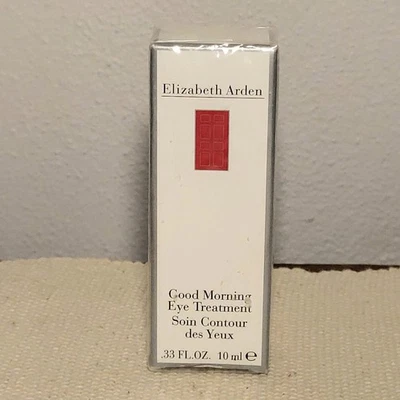 Elizabeth Arden
Good Morning
Eye Treatment
Soin Contour
des Yeux
.33 FL.OZ. 10 ml ℮